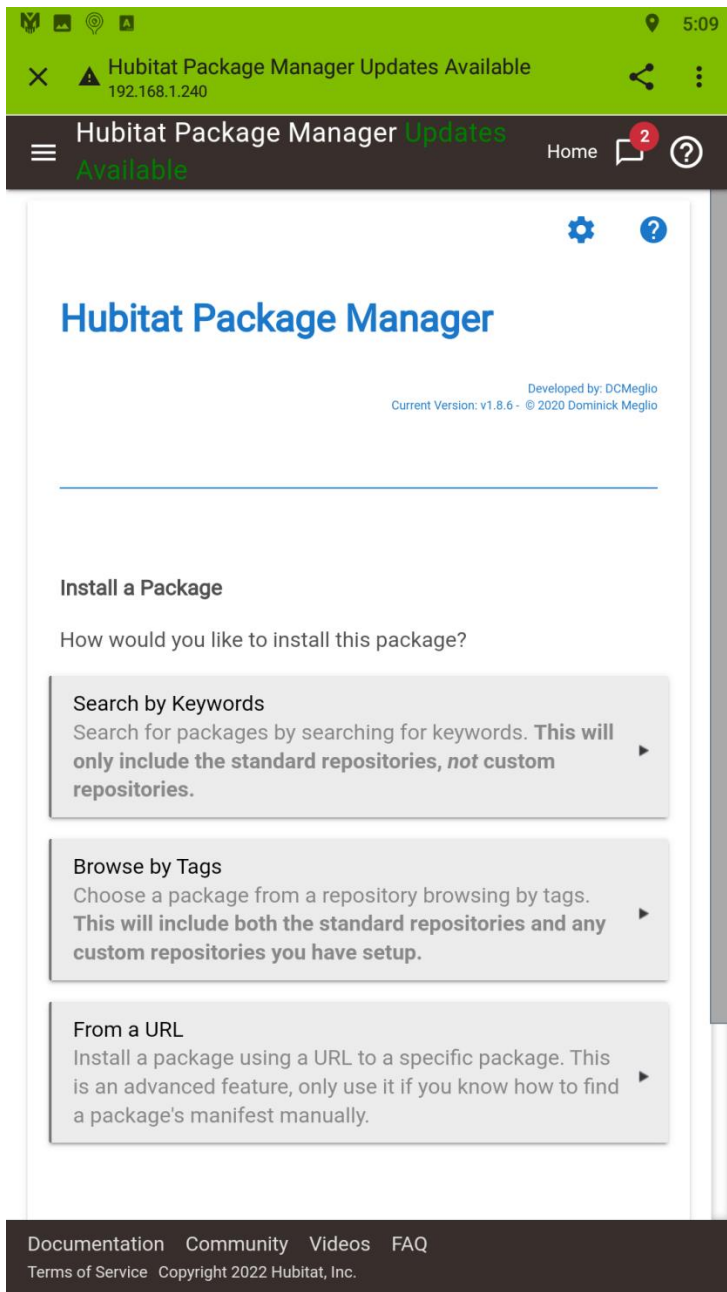 5:09
Hubitat Package Manager Updates Available
192.168.1.240
Hubitat Package Manager Updates
Available
Home
2
Hubitat Package Manager
Developed by: DCMeglio
Current Version: v1.8.6 - © 2020 Dominick Meglio
Install a Package
How would you like to install this package?
Search by Keywords
Search for packages by searching for keywords. This will
only include the standard repositories, not custom
repositories.
Browse by Tags
Choose a package from a repository browsing by tags.
This will include both the standard repositories and any
custom repositories you have setup.
From a URL
Install a package using a URL to a specific package. This
is an advanced feature, only use it if you know how to find
a package's manifest manually.
Documentation Community Videos FAQ
Terms of Service Copyright 2022 Hubitat, Inc.